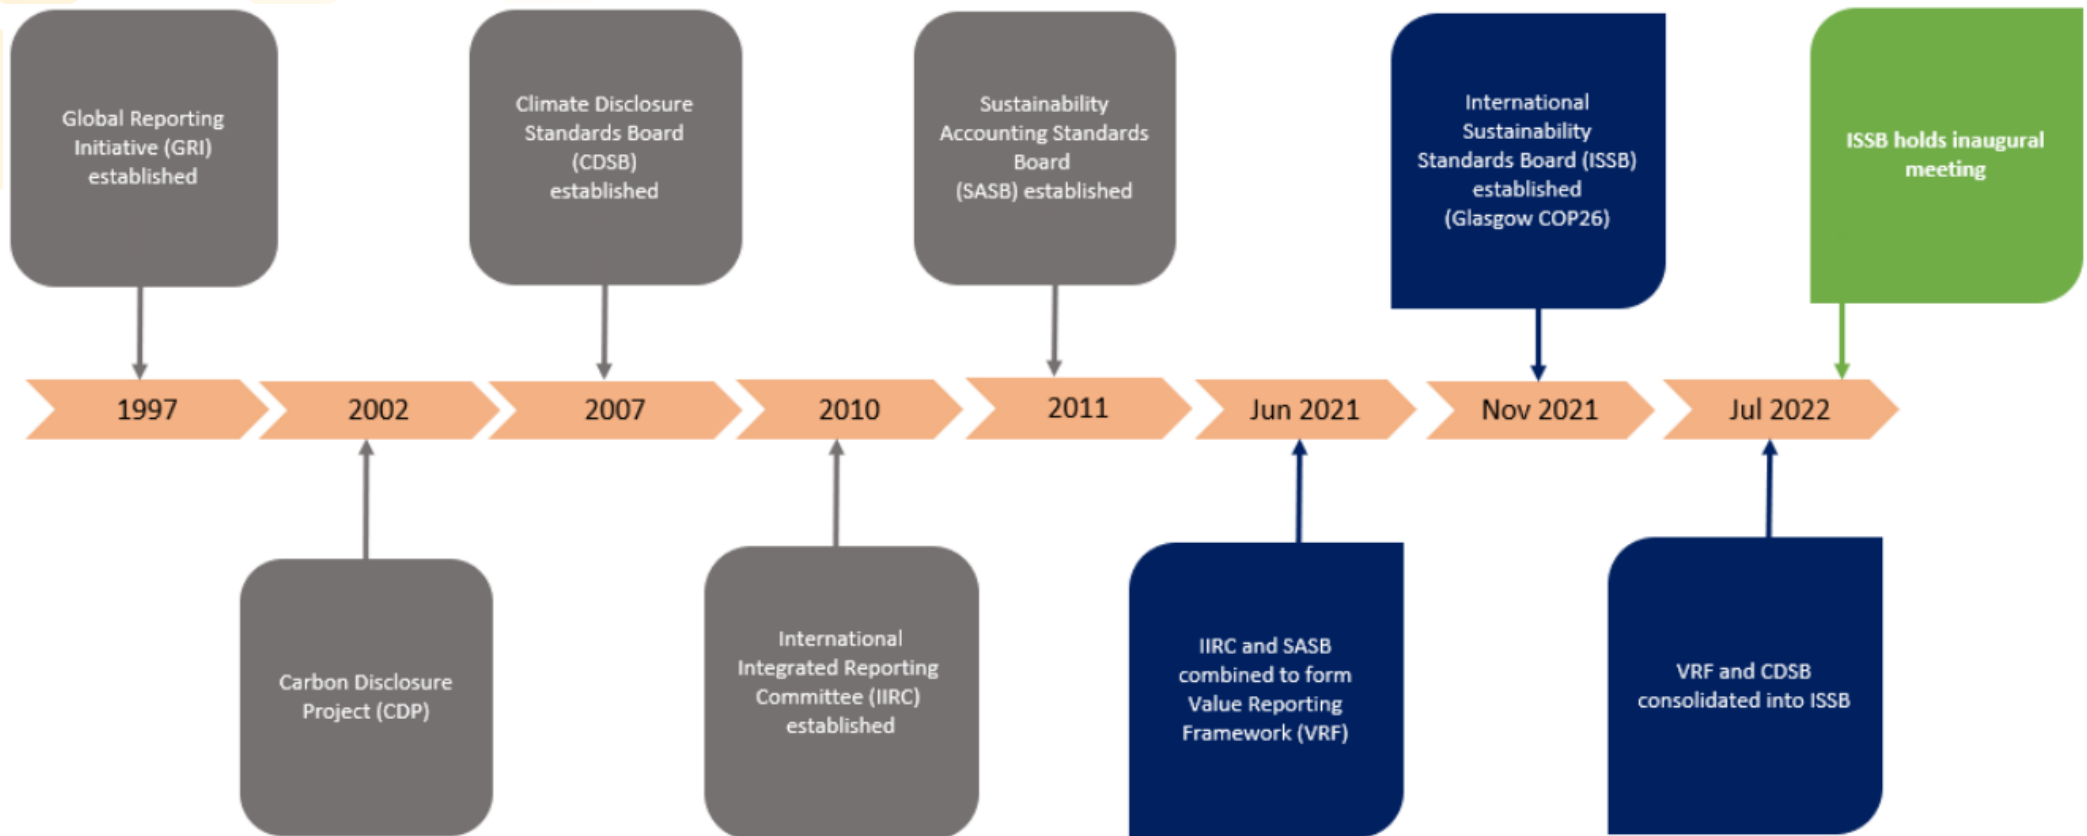 Global Reporting
Initiative (GRI)
established
Climate Disclosure
Standards Board
(CDSB)
established
Sustainability
Accounting Standards
Board
(SASB) established
International
Sustainability
Standards Board (ISSB)
established
(Glasgow COP26)
ISSB holds inaugural
meeting
1997
2002
2007
2010
2011
Jun 2021
Nov 2021
Jul 2022
Carbon Disclosure
Project (CDP)
International
Integrated Reporting
Committee (IIRC)
established
IIRC and SASB
combined to form
Value Reporting
Framework (VRF)
VRF and CDSB
consolidated into ISSB